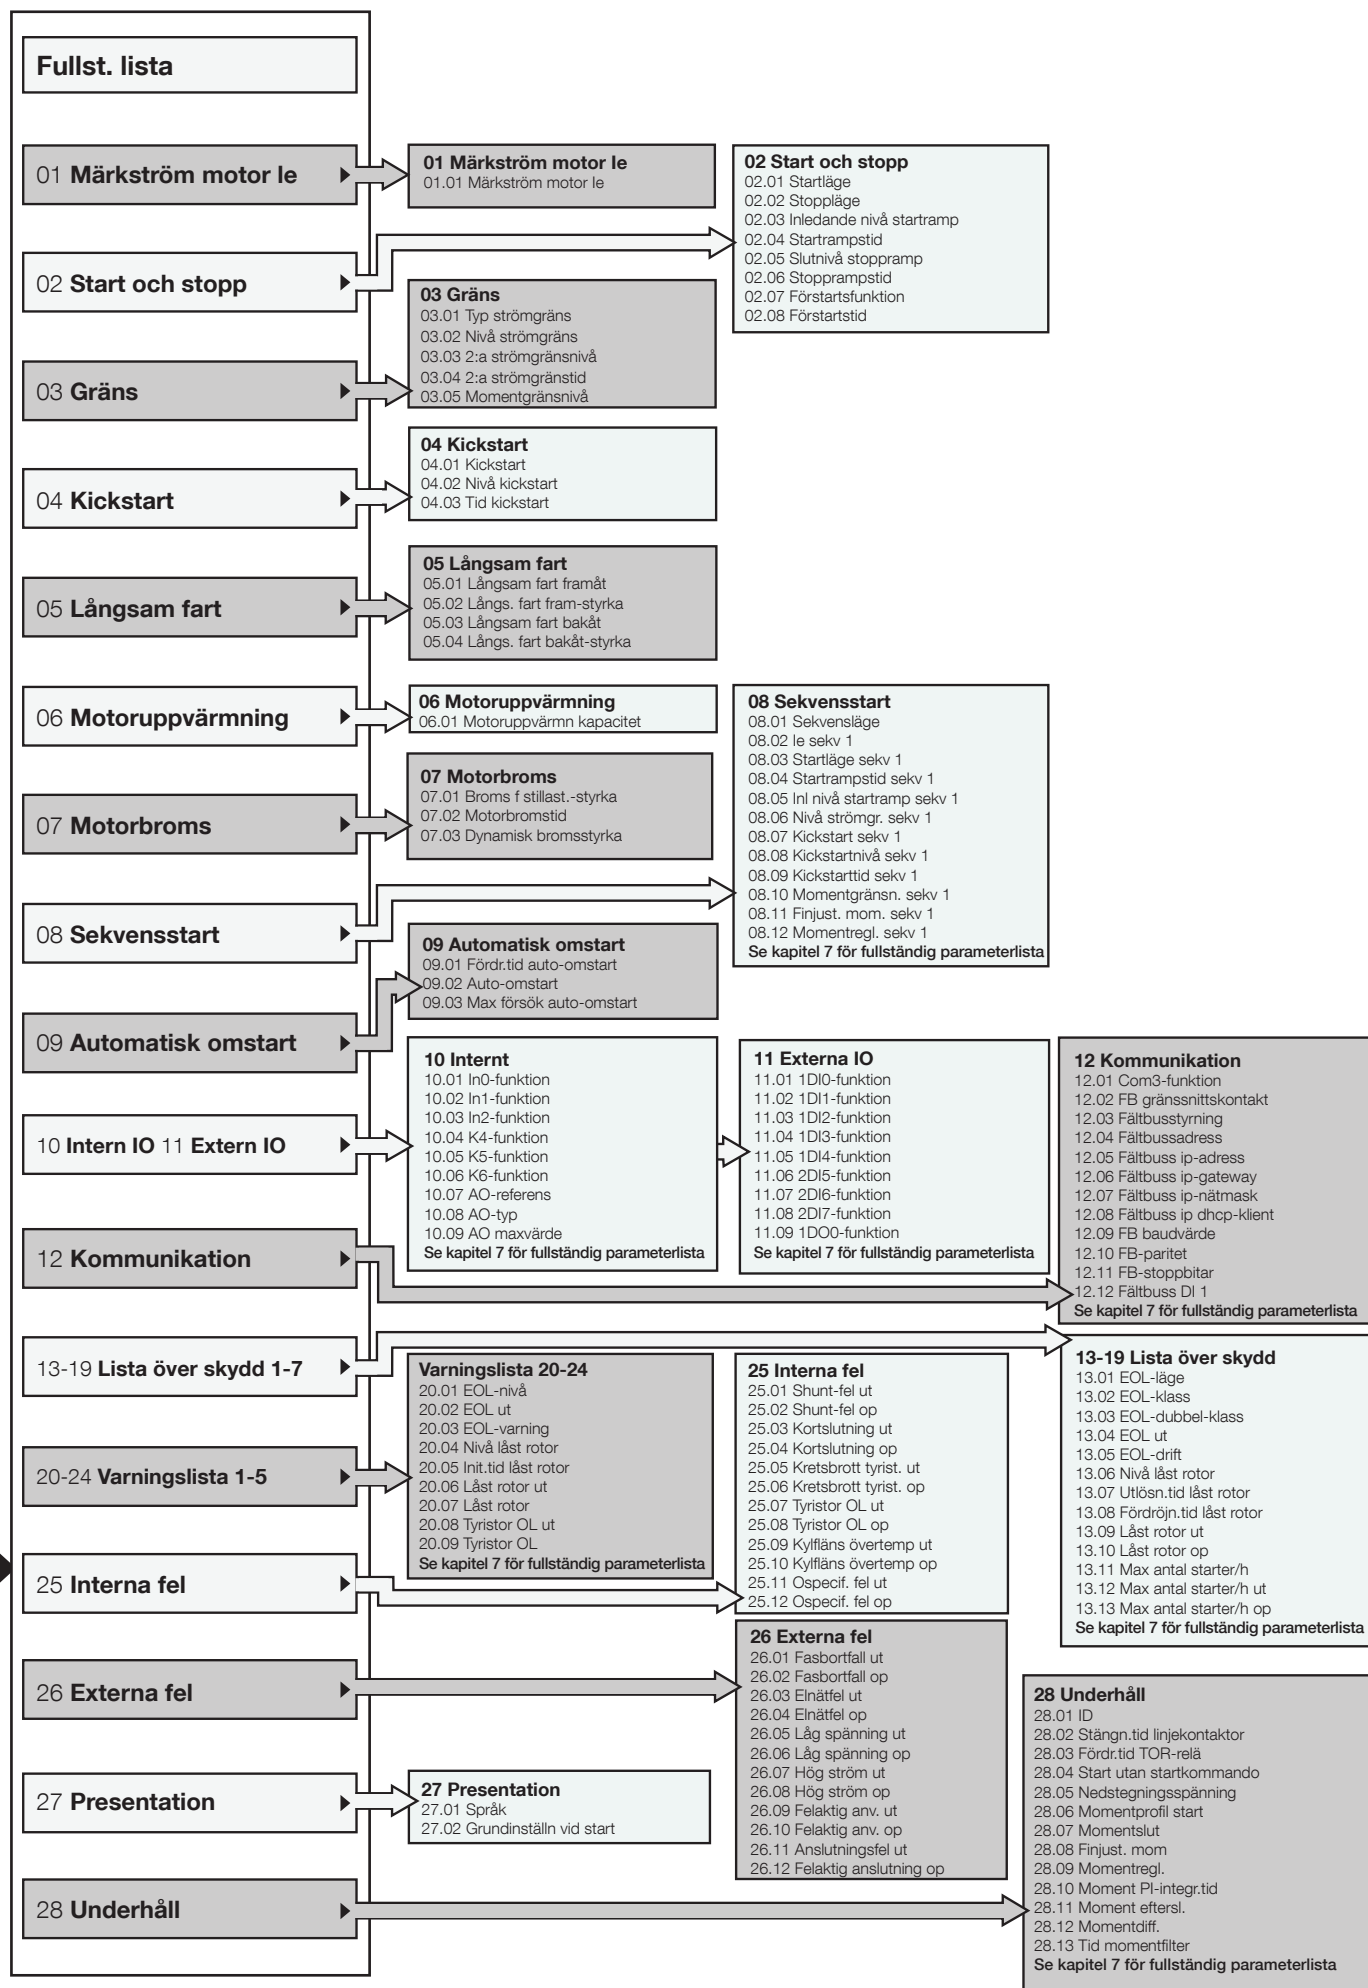 Fullst. lista
01 Märkström motor Ie
01 Märkström motor Ie
01.01 Märkström motor Ie
02 Start och stopp
02 Start och stopp
02.01 Startläge
02.02 Stoppläge
02.03 Inledande nivå startramp
02.04 Startrampstid
02.05 Slutnivå stoppramp
02.06 Stopprampstid
02.07 Förstartsfunktion
02.08 Förstartstid
03 Gräns
03 Gräns
03.01 Typ strömgräns
03.02 Nivå strömgräns
03.03 2:a strömgränsnivå
03.04 2:a strömgränstid
03.05 Momentgränsnivå
04 Kickstart
04 Kickstart
04.01 Kickstart
04.02 Nivå kickstart
04.03 Tid kickstart
05 Långsam fart
05 Långsam fart
05.01 Långsam fart framåt
05.02 Långs. fart fram-styrka
05.03 Långsam fart bakåt
05.04 Långs. fart bakåt-styrka
06 Motoruppvärmning
06 Motoruppvärmning
06.01 Motoruppvärmn kapacitet
07 Motorbroms
07 Motorbroms
07.01 Broms f stillast.-styrka
07.02 Motorbromstid
07.03 Dynamisk bromsstyrka
08 Sekvensstart
08 Sekvensstart
08.01 Sekvensläge
08.02 Ie sekv 1
08.03 Startläge sekv 1
08.04 Startrampstid sekv 1
08.05 Inl nivå startramp sekv 1
08.06 Nivå strömgr. sekv 1
08.07 Kickstart sekv 1
08.08 Kickstartnivå sekv 1
08.09 Kickstarttid sekv 1
08.10 Momentgränsn. sekv 1
08.11 Finjust. mom. sekv 1
08.12 Momentregl. sekv 1
Se kapitel 7 för fullständig parameterlista
09 Automatisk omstart
09 Automatisk omstart
09.01 Fördr.tid auto-omstart
09.02 Auto-omstart
09.03 Max försök auto-omstart
10 Intern IO 11 Extern IO
10 Internt
10.01 In0-funktion
10.02 In1-funktion
10.03 In2-funktion
10.04 K4-funktion
10.05 K5-funktion
10.06 K6-funktion
10.07 AO-referens
10.08 AO-typ
10.09 AO maxvärde
Se kapitel 7 för fullständig parameterlista
11 Externa IO
11.01 1DI0-funktion
11.02 1DI1-funktion
11.03 1DI2-funktion
11.04 1DI3-funktion
11.05 1DI4-funktion
11.06 2DI5-funktion
11.07 2DI6-funktion
11.08 2DI7-funktion
11.09 1DO0-funktion
Se kapitel 7 för fullständig parameterlista
12 Kommunikation
12 Kommunikation
12.01 Com3-funktion
12.02 FB gränssnittskontakt
12.03 Fältbusstyrning
12.04 Fältbussadress
12.05 Fältbuss ip-adress
12.06 Fältbuss ip-gateway
12.07 Fältbuss ip-nätmask
12.08 Fältbuss ip dhcp-klient
12.09 FB baudvärde
12.10 FB-paritet
12.11 FB-stoppbitar
12.12 Fältbuss DI 1
Se kapitel 7 för fullständig parameterlista
13-19 Lista över skydd 1-7
13-19 Lista över skydd
13.01 EOL-läge
13.02 EOL-klass
13.03 EOL-dubbel-klass
13.04 EOL ut
13.05 EOL-drift
13.06 Nivå låst rotor
13.07 Utlösn.tid låst rotor
13.08 Fördröjn.tid låst rotor
13.09 Låst rotor ut
13.10 Låst rotor op
13.11 Max antal starter/h
13.12 Max antal starter/h ut
13.13 Max antal starter/h op
Se kapitel 7 för fullständig parameterlista
20-24 Varningslista 1-5
Varningslista 20-24
20.01 EOL-nivå
20.02 EOL ut
20.03 EOL-varning
20.04 Nivå låst rotor
20.05 Init.tid låst rotor
20.06 Låst rotor ut
20.07 Låst rotor
20.08 Tyristor OL ut
20.09 Tyristor OL
Se kapitel 7 för fullständig parameterlista
25 Interna fel
25 Interna fel
25.01 Shunt-fel ut
25.02 Shunt-fel op
25.03 Kortslutning ut
25.04 Kortslutning op
25.05 Kretsbrott tyrist. ut
25.06 Kretsbrott tyrist. op
25.07 Tyristor OL ut
25.08 Tyristor OL op
25.09 Kylfläns övertemp ut
25.10 Kylfläns övertemp op
25.11 Ospecif. fel ut
25.12 Ospecif. fel op
26 Externa fel
26 Externa fel
26.01 Fasbortfall ut
26.02 Fasbortfall op
26.03 Elnätfel ut
26.04 Elnätfel op
26.05 Låg spänning ut
26.06 Låg spänning op
26.07 Hög ström ut
26.08 Hög ström op
26.09 Felaktig anv. ut
26.10 Felaktig anv. op
26.11 Anslutningsfel ut
26.12 Felaktig anslutning op
27 Presentation
27 Presentation
27.01 Språk
27.02 Grundinställn vid start
28 Underhåll
28 Underhåll
28.01 ID
28.02 Stängn.tid linjekontaktor
28.03 Fördr.tid TOR-relä
28.04 Start utan startkommando
28.05 Nedstegningsspänning
28.06 Momentprofil start
28.07 Momentslut
28.08 Finjust. mom
28.09 Momentregl.
28.10 Moment PI-integr.tid
28.11 Moment eftersl.
28.12 Momentdiff.
28.13 Tid momentfilter
Se kapitel 7 för fullständig parameterlista